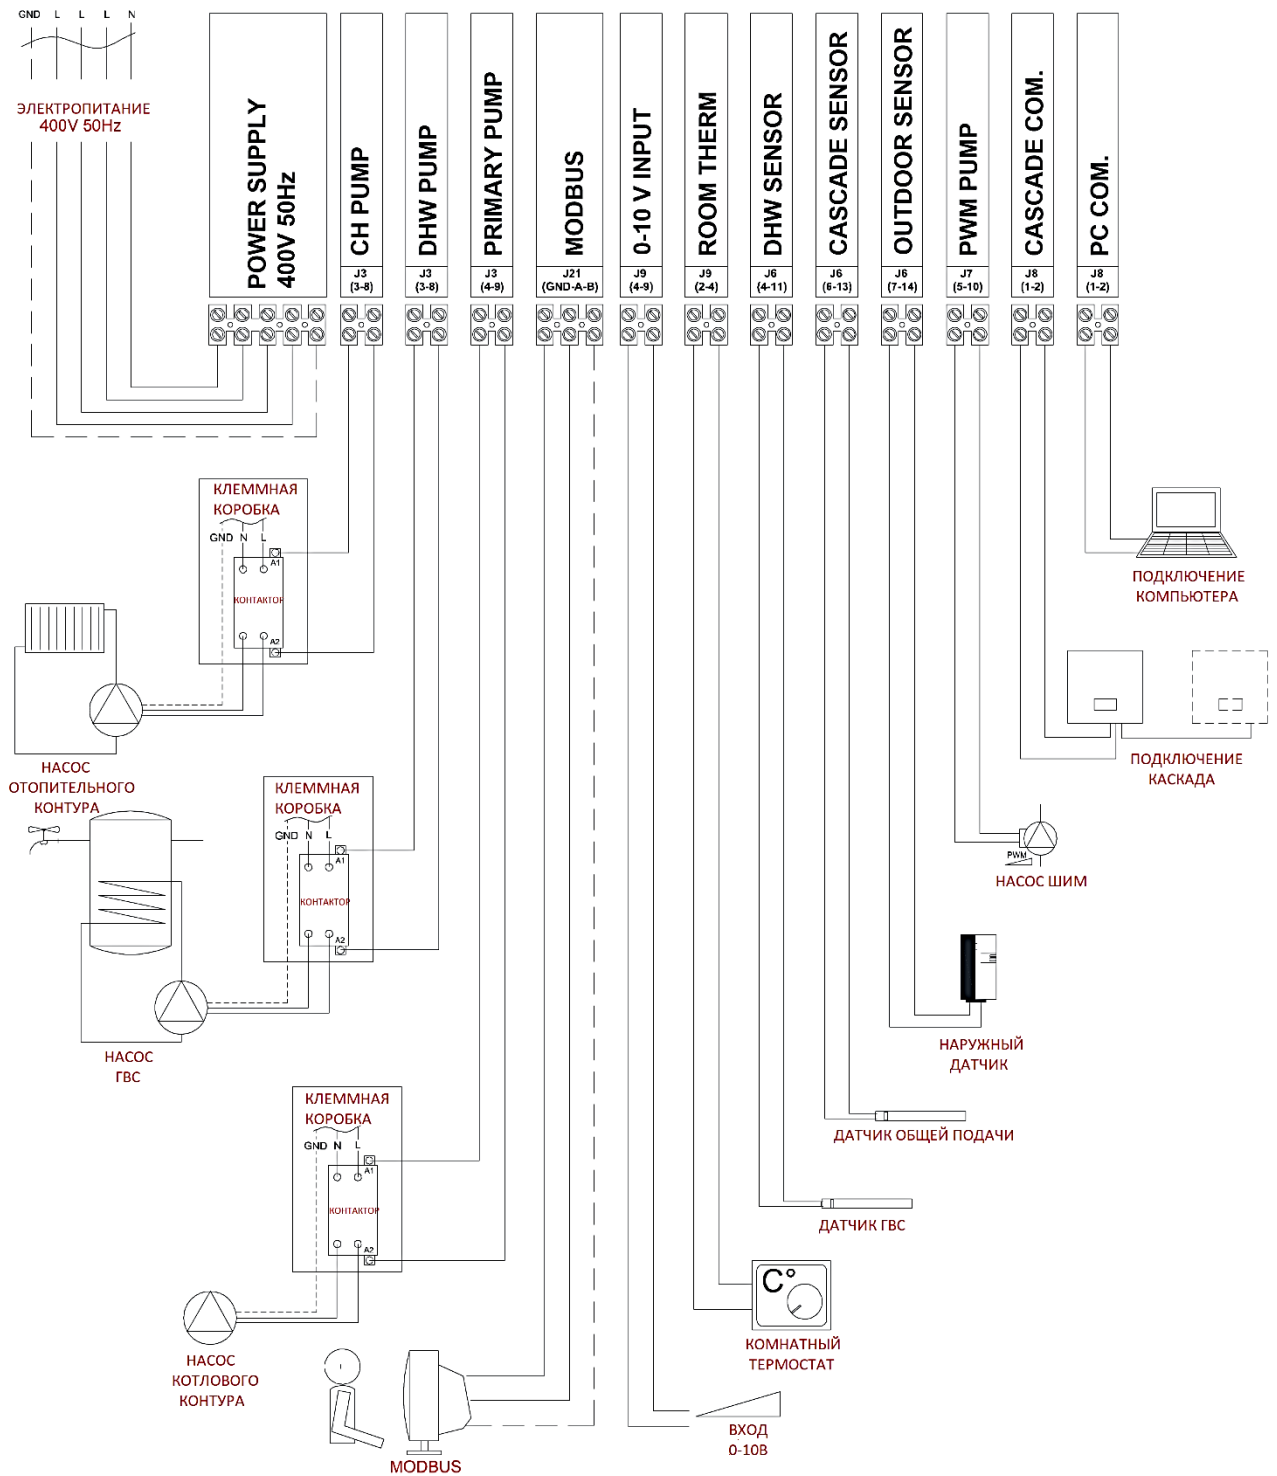 GND L L L N
ЭЛЕКТРОПИТАНИЕ
400V 50Hz
POWER SUPPLY
400V 50Hz
CH PUMP
J3
(3-8)
DHW PUMP
J3
(3-8)
PRIMARY PUMP
J3
(4-9)
MODBUS
J21
(GND-A-B)
0-10 V INPUT
J9
(4-9)
ROOM THERM
J9
(2-4)
DHW SENSOR
J6
(4-11)
CASCADE SENSOR
J6
(6-13)
OUTDOOR SENSOR
J6
(7-14)
PWM PUMP
J7
(5-10)
CASCADE COM.
J8
(1-2)
PC COM.
J8
(1-2)
КЛЕММНАЯ
КОРОБКА
GND N L
A1
КОНТАКТОР
A2
НАСОС
ОТОПИТЕЛЬНОГО
КОНТУРА
КЛЕММНАЯ
КОРОБКА
GND N L
A1
КОНТАКТОР
A2
НАСОС
ГВС
КЛЕММНАЯ
КОРОБКА
GND N L
A1
КОНТАКТОР
A2
НАСОС
КОТЛОВОГО
КОНТУРА
MODBUS
ПОДКЛЮЧЕНИЕ
КОМПЬЮТЕРА
ПОДКЛЮЧЕНИЕ
КАСКАДА
PWM
НАСОС ШИМ
НАРУЖНЫЙ
ДАТЧИК
ДАТЧИК ОБЩЕЙ ПОДАЧИ
ДАТЧИК ГВС
C°
КОМНАТНЫЙ
ТЕРМОСТАТ
ВХОД
0-10В